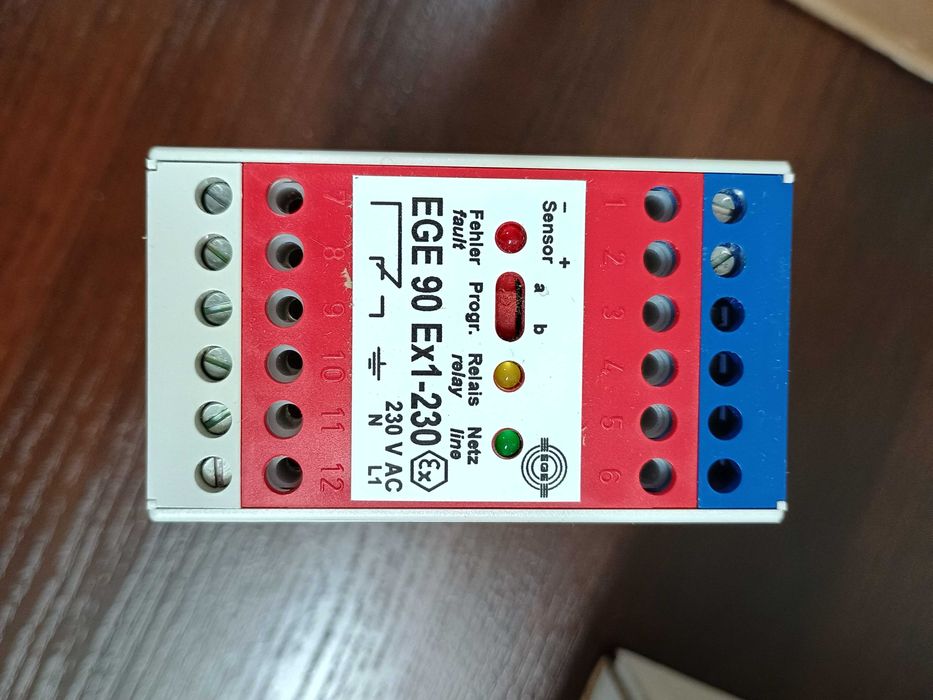 1 2 3 4 5 6
− +
Sensor a b
EGE
Fehler Progr. Relais Netz
fault relay line
EGE 90 Ex1-230 Ex
230 V AC
N L1
7 8 9 10 11 12